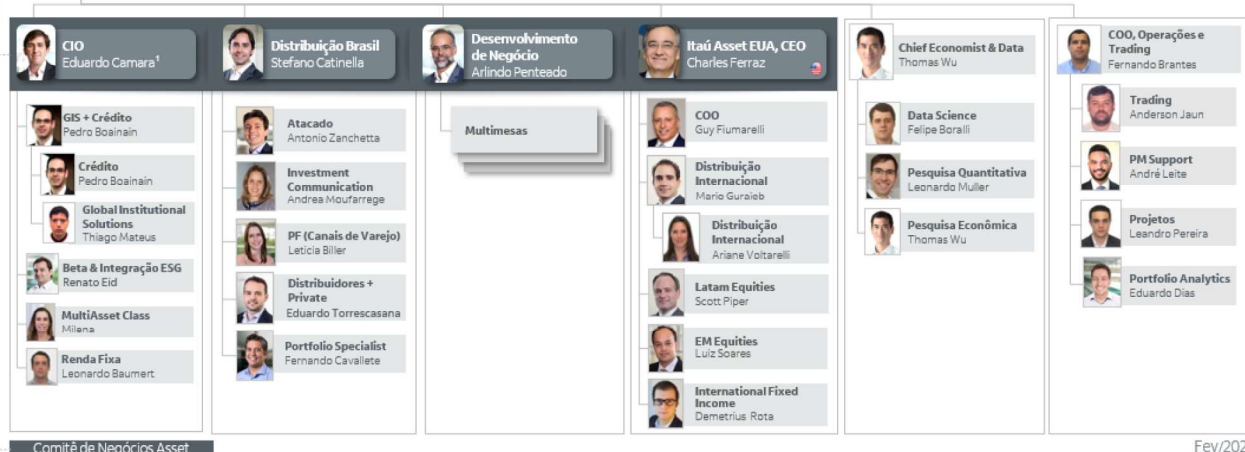 CIO
Eduardo Camara¹
GIS + Crédito
Pedro Boainain
Crédito
Pedro Boainain
Global Institutional
Solutions
Thiago Mateus
Beta & Integração ESG
Renato Eid
MultiAsset Class
Milena
Renda Fixa
Leonardo Baumert
Distribuição Brasil
Stefano Catinella
Atacado
Antonio Zanchetta
Investment
Communication
Andrea Moufarrege
PF (Canais de Varejo)
Leticia Biller
Distribuidores +
Private
Eduardo Torrescasana
Portfolio Specialist
Fernando Cavallete
Desenvolvimento
de Negócio
Arlindo Penteado
Multimesas
Itaú Asset EUA, CEO
Charles Ferraz
COO
Guy Fiumarelli
Distribuição
Internacional
Mario Guraieb
Distribuição
Internacional
Ariane Voltarelli
Latam Equities
Scott Piper
EM Equities
Luiz Soares
International Fixed
Income
Demetrius Rota
Chief Economist & Data
Thomas Wu
Data Science
Felipe Boralli
Pesquisa Quantitativa
Leonardo Muller
Pesquisa Econômica
Thomas Wu
COO, Operações e
Trading
Fernando Brantes
Trading
Anderson Jaun
PM Support
André Leite
Projetos
Leandro Pereira
Portfolio Analytics
Eduardo Dias
Comitê de Negócios Asset
Fev/202